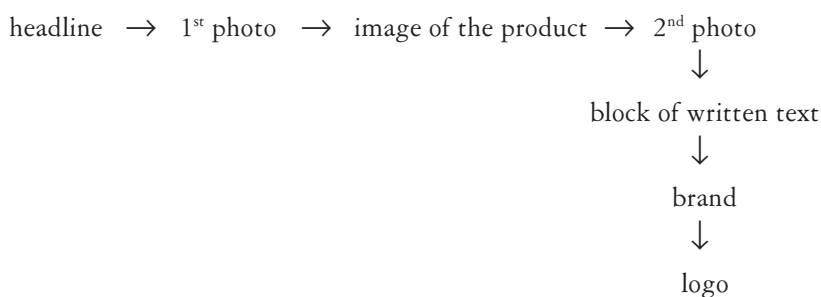 headline → 1st photo → image of the product → 2nd photo
↓
block of written text
↓
brand
↓
logo